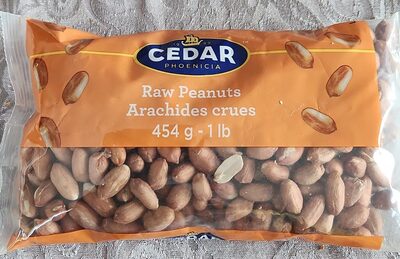 CEDAR
PHOENICIA
Raw Peanuts
Arachides crues
454 g - 1 lb